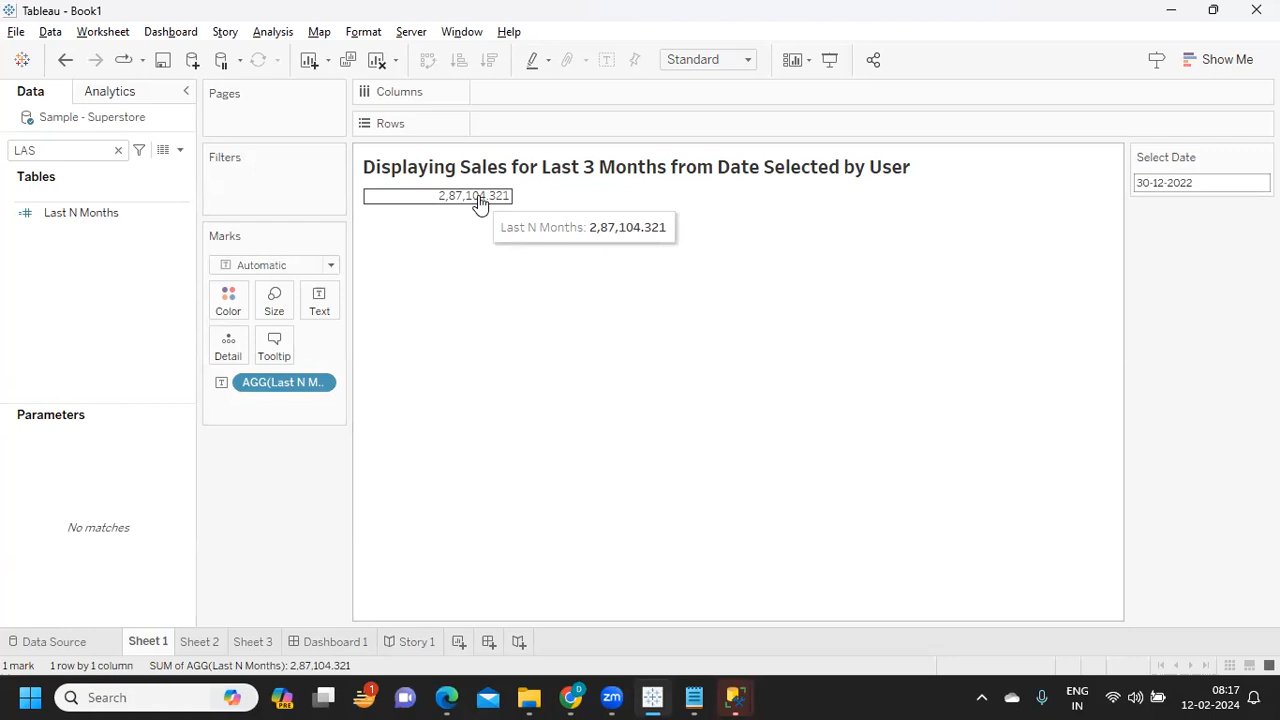 Tableau - Book1
File Data Worksheet Dashboard Story Analysis Map Format Server Window Help
Standard
Show Me
Data Analytics
Pages
Columns
Sample - Superstore
Rows
LAS
Filters
Displaying Sales for Last 3 Months from Date Selected by User
Select Date
Tables
30-12-2022
2,87,104.321
Last N Months
Last N Months: 2,87,104.321
Marks
Automatic
Color Size Text
Detail Tooltip
AGG(Last N M..
Parameters
No matches
Data Source Sheet 1 Sheet 2 Sheet 3 Dashboard 1 Story 1
1 mark 1 row by 1 column SUM of AGG(Last N Months): 2,87,104.321
Search
PRE
1
zm
D
ENG
IN
08:17
12-02-2024